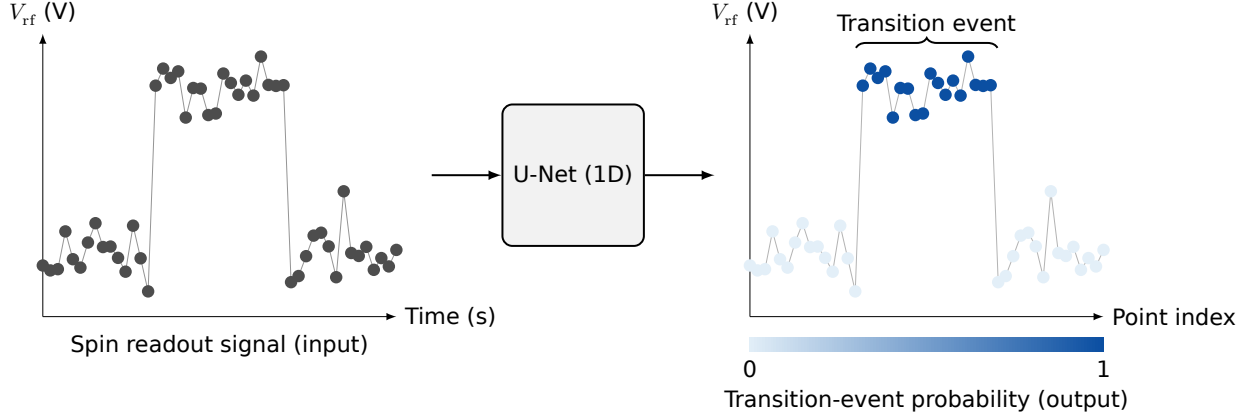 V_rf (V)
Time (s)
Spin readout signal (input)
U-Net (1D)
V_rf (V)
Transition event
Point index
0
1
Transition-event probability (output)